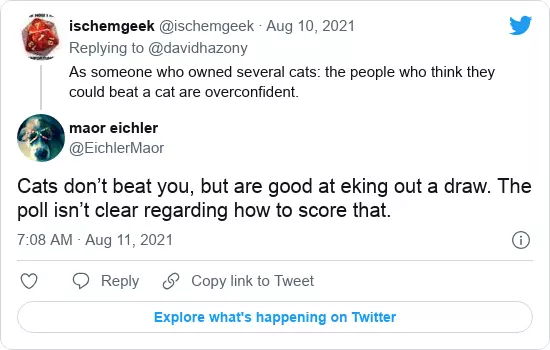 ischemgeek @ischemgeek · Aug 10, 2021
Replying to @davidhazony
As someone who owned several cats: the people who think they
could beat a cat are overconfident.
maor eichler
@EichlerMaor
Cats don’t beat you, but are good at eking out a draw. The
poll isn’t clear regarding how to score that.
7:08 AM · Aug 11, 2021
Reply Copy link to Tweet
Explore what's happening on Twitter